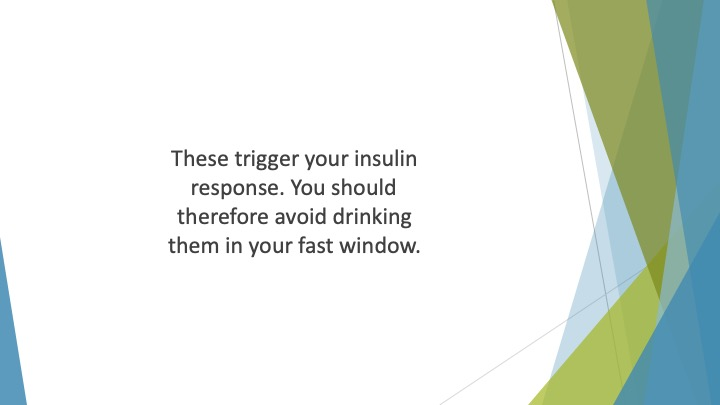 These trigger your insulin
response. You should
therefore avoid drinking
them in your fast window.